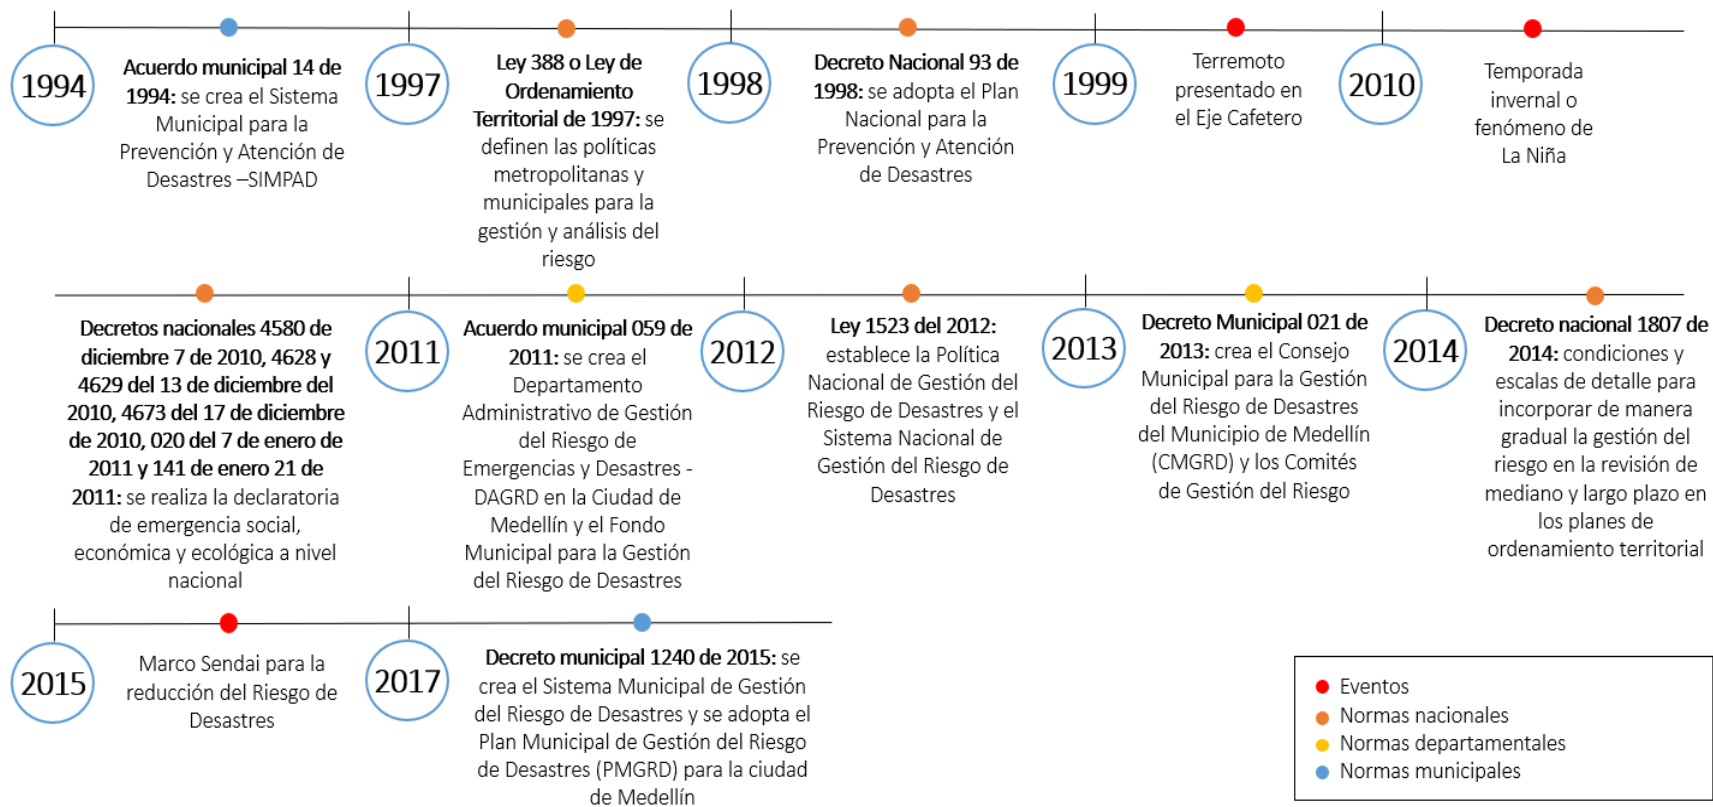 1994
Acuerdo municipal 14 de
1994: se crea el Sistema
Municipal para la
Prevención y Atención de
Desastres –SIMPAD
1997
Ley 388 o Ley de
Ordenamiento
Territorial de 1997: se
definen las políticas
metropolitanas y
municipales para la
gestión y análisis del
riesgo
1998
Decreto Nacional 93 de
1998: se adopta el Plan
Nacional para la
Prevención y Atención
de Desastres
1999
Terremoto
presentado en
el Eje Cafetero
2010
Temporada
invernal o
fenómeno de
La Niña
Decretos nacionales 4580 de
diciembre 7 de 2010, 4628 y
4629 del 13 de diciembre del
2010, 4673 del 17 de diciembre
de 2010, 020 del 7 de enero de
2011 y 141 de enero 21 de
2011: se realiza la declaratoria
de emergencia social,
económica y ecológica a nivel
nacional
2011
Acuerdo municipal 059 de
2011: se crea el
Departamento
Administrativo de Gestión
del Riesgo de
Emergencias y Desastres -
DAGRD en la Ciudad de
Medellín y el Fondo
Municipal para la Gestión
del Riesgo de Desastres
2012
Ley 1523 del 2012:
establece la Política
Nacional de Gestión del
Riesgo de Desastres y el
Sistema Nacional de
Gestión del Riesgo de
Desastres
2013
Decreto Municipal 021 de
2013: crea el Consejo
Municipal para la Gestión
del Riesgo de Desastres
del Municipio de Medellín
(CMGRD) y los Comités
de Gestión del Riesgo
2014
Decreto nacional 1807 de
2014: condiciones y
escalas de detalle para
incorporar de manera
gradual la gestión del
riesgo en la revisión de
mediano y largo plazo en
los planes de
ordenamiento territorial
2015
Marco Sendai para la
reducción del Riesgo de
Desastres
2017
Decreto municipal 1240 de 2015: se
crea el Sistema Municipal de Gestión
del Riesgo de Desastres y se adopta el
Plan Municipal de Gestión del Riesgo
de Desastres (PMGRD) para la ciudad
de Medellín
Eventos
Normas nacionales
Normas departamentales
Normas municipales